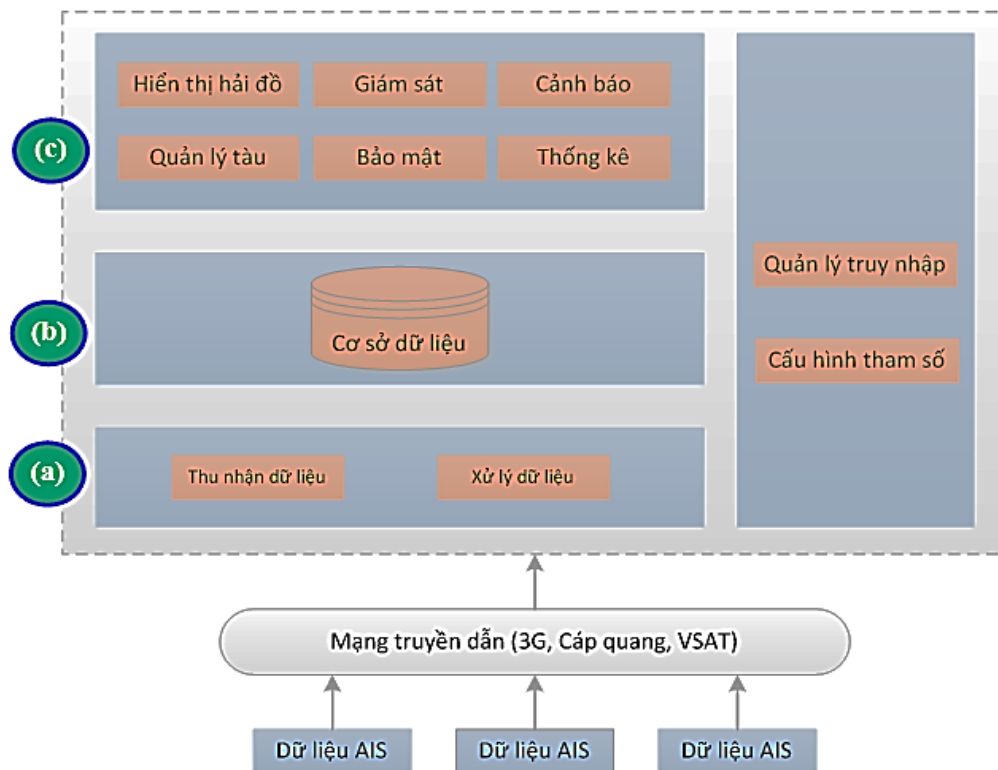 (c)
Hiển thị hải đồ
Giám sát
Cảnh báo
Quản lý tàu
Bảo mật
Thống kê
(b)
Cơ sở dữ liệu
(a)
Thu nhận dữ liệu
Xử lý dữ liệu
Quản lý truy nhập
Cấu hình tham số
Mạng truyền dẫn (3G, Cáp quang, VSAT)
Dữ liệu AIS
Dữ liệu AIS
Dữ liệu AIS